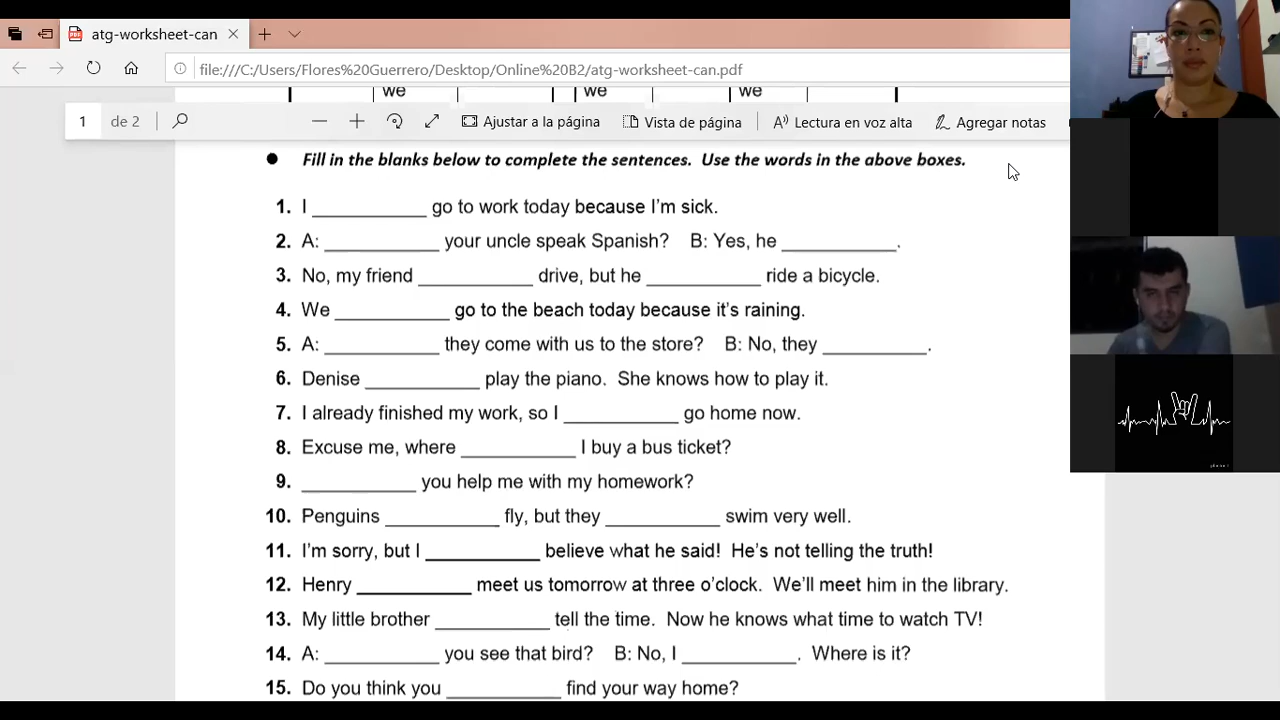 atg-worksheet-can
file:///C:/Users/Flores%20Guerrero/Desktop/Online%20B2/atg-worksheet-can.pdf
we we we
1 de 2 Ajustar a la página Vista de página Lectura en voz alta Agregar notas
● Fill in the blanks below to complete the sentences. Use the words in the above boxes.
1. I ___________ go to work today because I'm sick.
2. A: ___________ your uncle speak Spanish? B: Yes, he ___________.
3. No, my friend ___________ drive, but he ___________ ride a bicycle.
4. We ___________ go to the beach today because it's raining.
5. A: ___________ they come with us to the store? B: No, they __________.
6. Denise ___________ play the piano. She knows how to play it.
7. I already finished my work, so I ___________ go home now.
8. Excuse me, where ___________ I buy a bus ticket?
9. ___________ you help me with my homework?
10. Penguins ___________ fly, but they ___________ swim very well.
11. I'm sorry, but I ___________ believe what he said! He's not telling the truth!
12. Henry ___________ meet us tomorrow at three o'clock. We'll meet him in the library.
13. My little brother ___________ tell the time. Now he knows what time to watch TV!
14. A: ___________ you see that bird? B: No, I ___________. Where is it?
15. Do you think you ___________ find your way home?